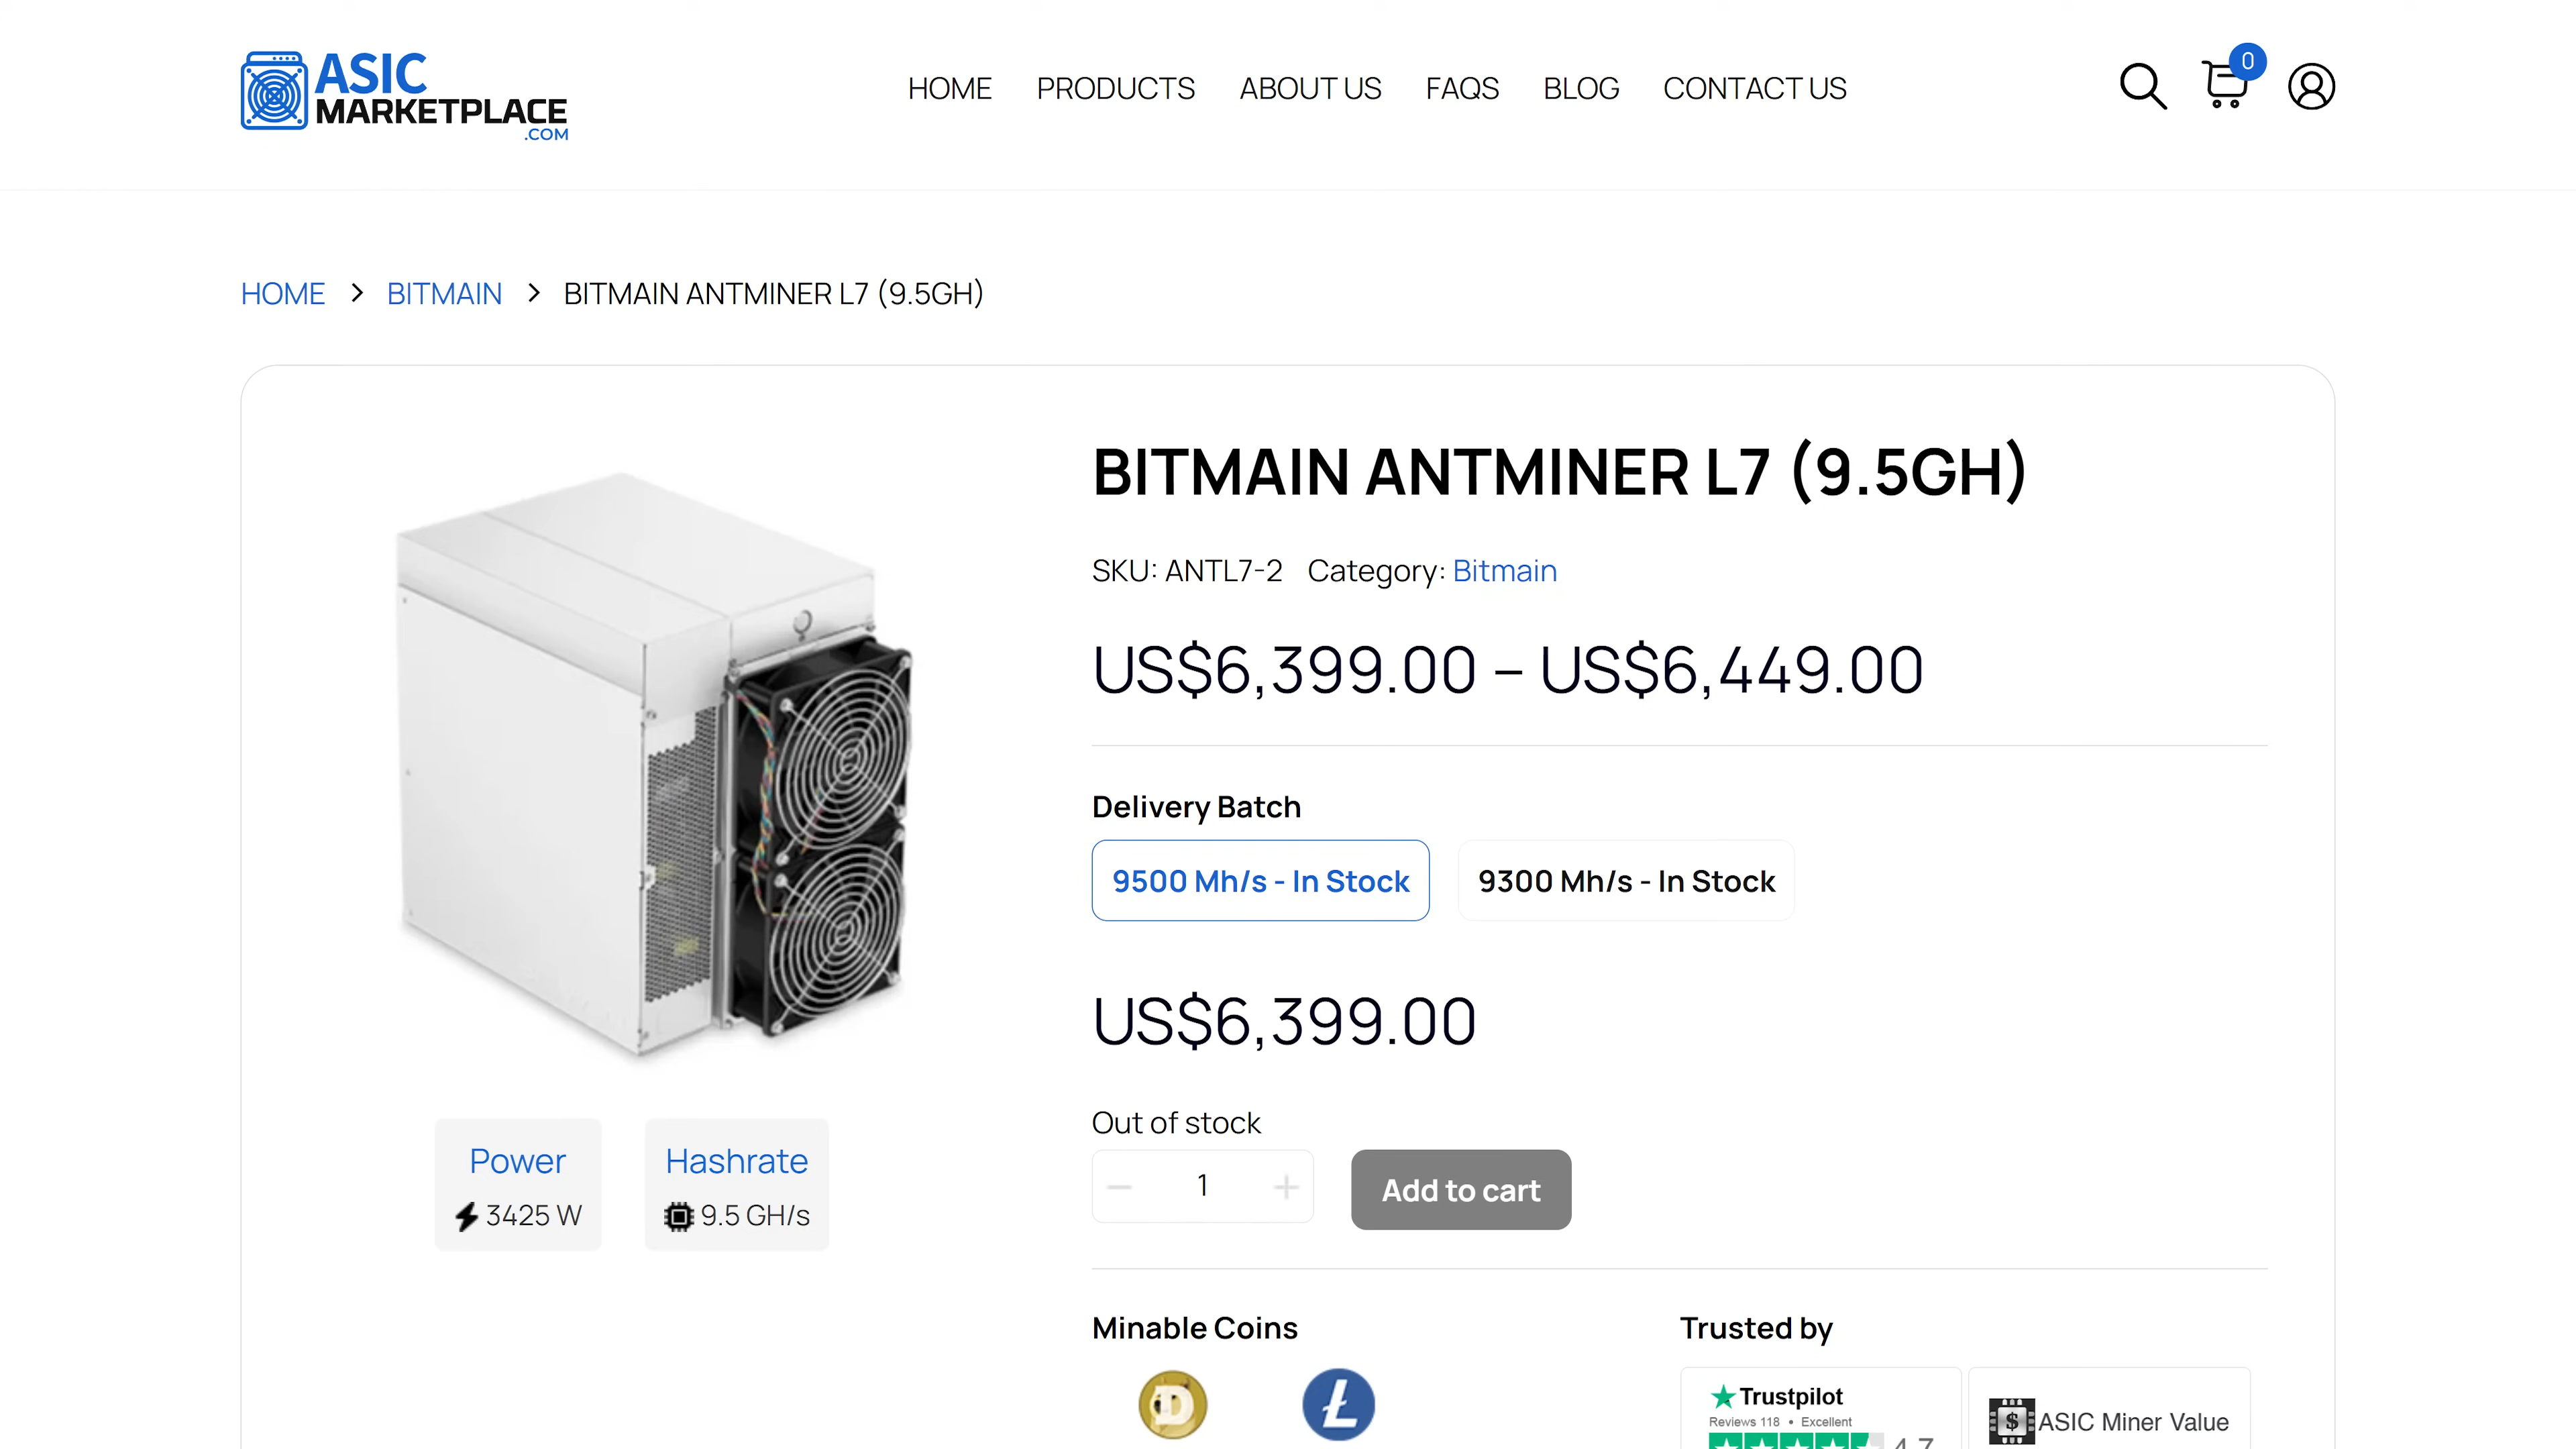 ASIC
MARKETPLACE
.COM
HOME PRODUCTS ABOUT US FAQS BLOG CONTACT US
0
HOME > BITMAIN > BITMAIN ANTMINER L7 (9.5GH)
BITMAIN ANTMINER L7 (9.5GH)
SKU: ANTL7-2 Category: Bitmain
US$6,399.00 – US$6,449.00
Delivery Batch
9500 Mh/s - In Stock 9300 Mh/s - In Stock
US$6,399.00
Out of stock
1
Add to cart
Power
3425 W
Hashrate
9.5 GH/s
Minable Coins
Trusted by
Trustpilot
Reviews 118 • Excellent
4.7
ASIC Miner Value